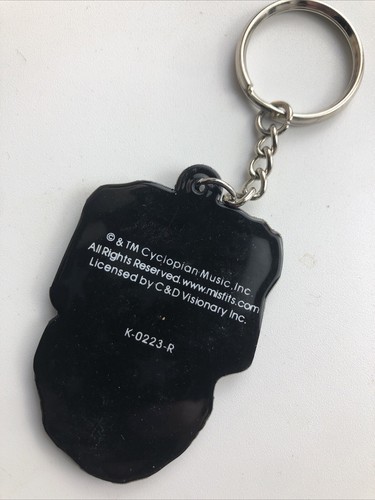 © & TM Cyclopian Music, Inc.
All Rights Reserved. www.misfits.com
Licensed by C&D Visionary Inc.
K-0223-R